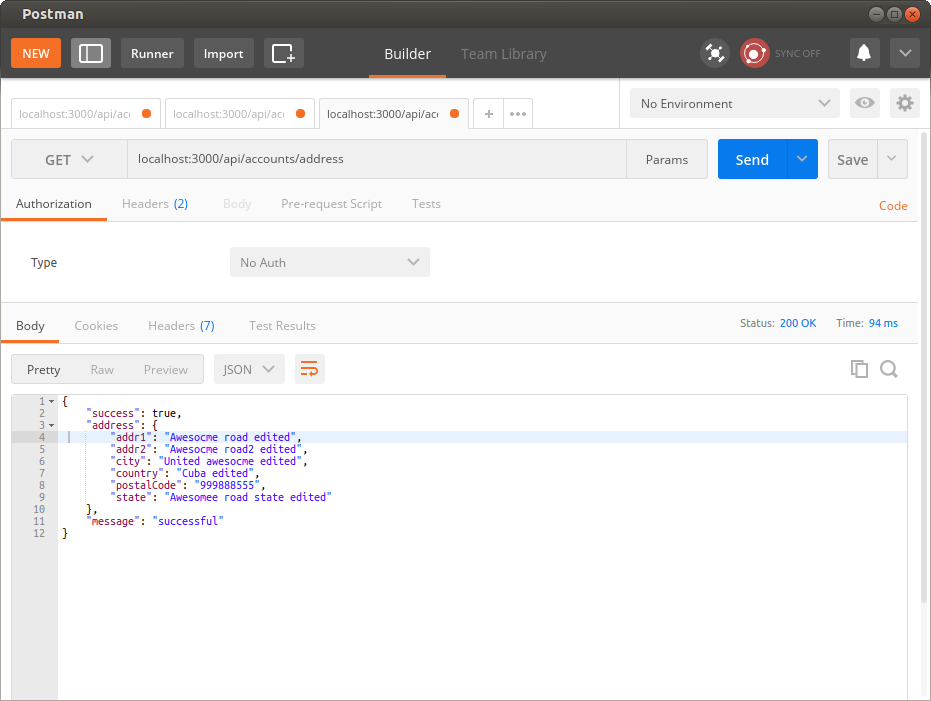 Postman
NEW Runner Import Builder Team Library SYNC OFF
localhost:3000/api/acc localhost:3000/api/acc localhost:3000/api/acc + ••• No Environment
GET localhost:3000/api/accounts/address Params Send Save
Authorization Headers (2) Body Pre-request Script Tests Code
Type No Auth
Body Cookies Headers (7) Test Results Status: 200 OK Time: 94 ms
Pretty Raw Preview JSON
1 {
2 "success": true,
3 "address": {
4 "addr1": "Awesocme road edited",
5 "addr2": "Awesocme road2 edited",
6 "city": "United awesocme edited",
7 "country": "Cuba edited",
8 "postalCode": "999888555",
9 "state": "Awesomee road state edited"
10 },
11 "message": "successful"
12 }